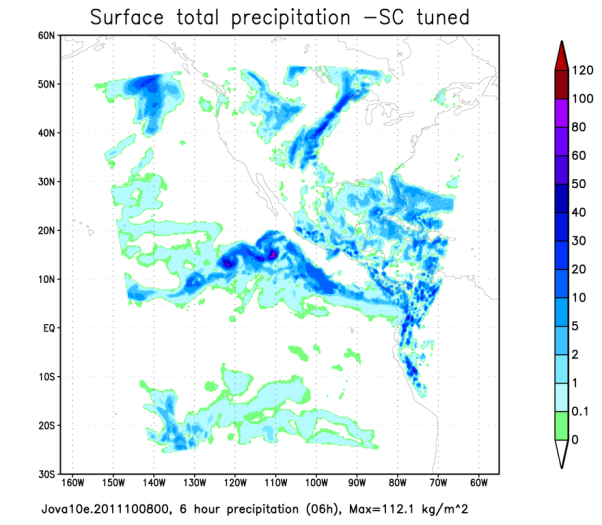 Surface total precipitation –SC tuned
60N
50N
40N
30N
20N
10N
EQ
10S
20S
30S
160W 150W 140W 130W 120W 110W 100W 90W 80W 70W 60W
120
100
80
70
60
50
40
30
20
10
5
2
1
0.1
0
Jova10e.2011100800, 6 hour precipitation (06h), Max=112.1 kg/m^2